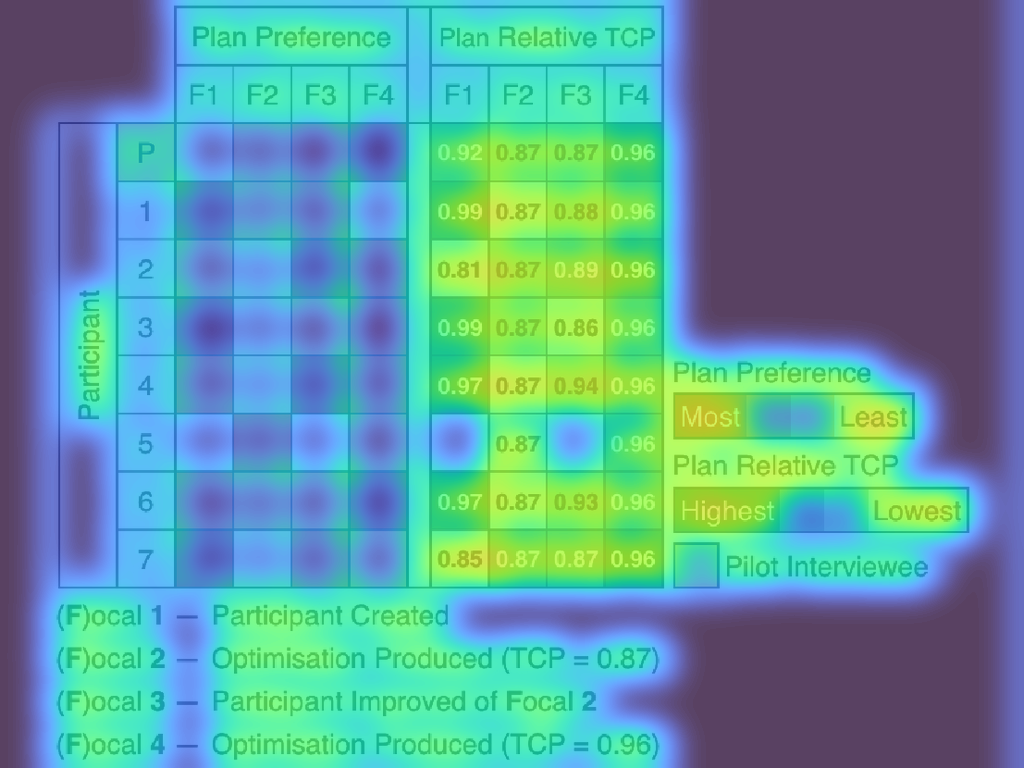 Plan Preference Plan Relative TCP
F1 F2 F3 F4 F1 F2 F3 F4
P 0.92 0.87 0.87 0.96
1 0.99 0.87 0.88 0.96
2 0.81 0.87 0.89 0.96
3 0.99 0.87 0.86 0.96
4 0.97 0.87 0.94 0.96
5 0.87 0.96
6 0.97 0.87 0.93 0.96
7 0.85 0.87 0.87 0.96
Participant
Plan Preference
Most Least
Plan Relative TCP
Highest Lowest
Pilot Interviewee
(F)ocal 1 — Participant Created
(F)ocal 2 — Optimisation Produced (TCP = 0.87)
(F)ocal 3 — Participant Improved of Focal 2
(F)ocal 4 — Optimisation Produced (TCP = 0.96)